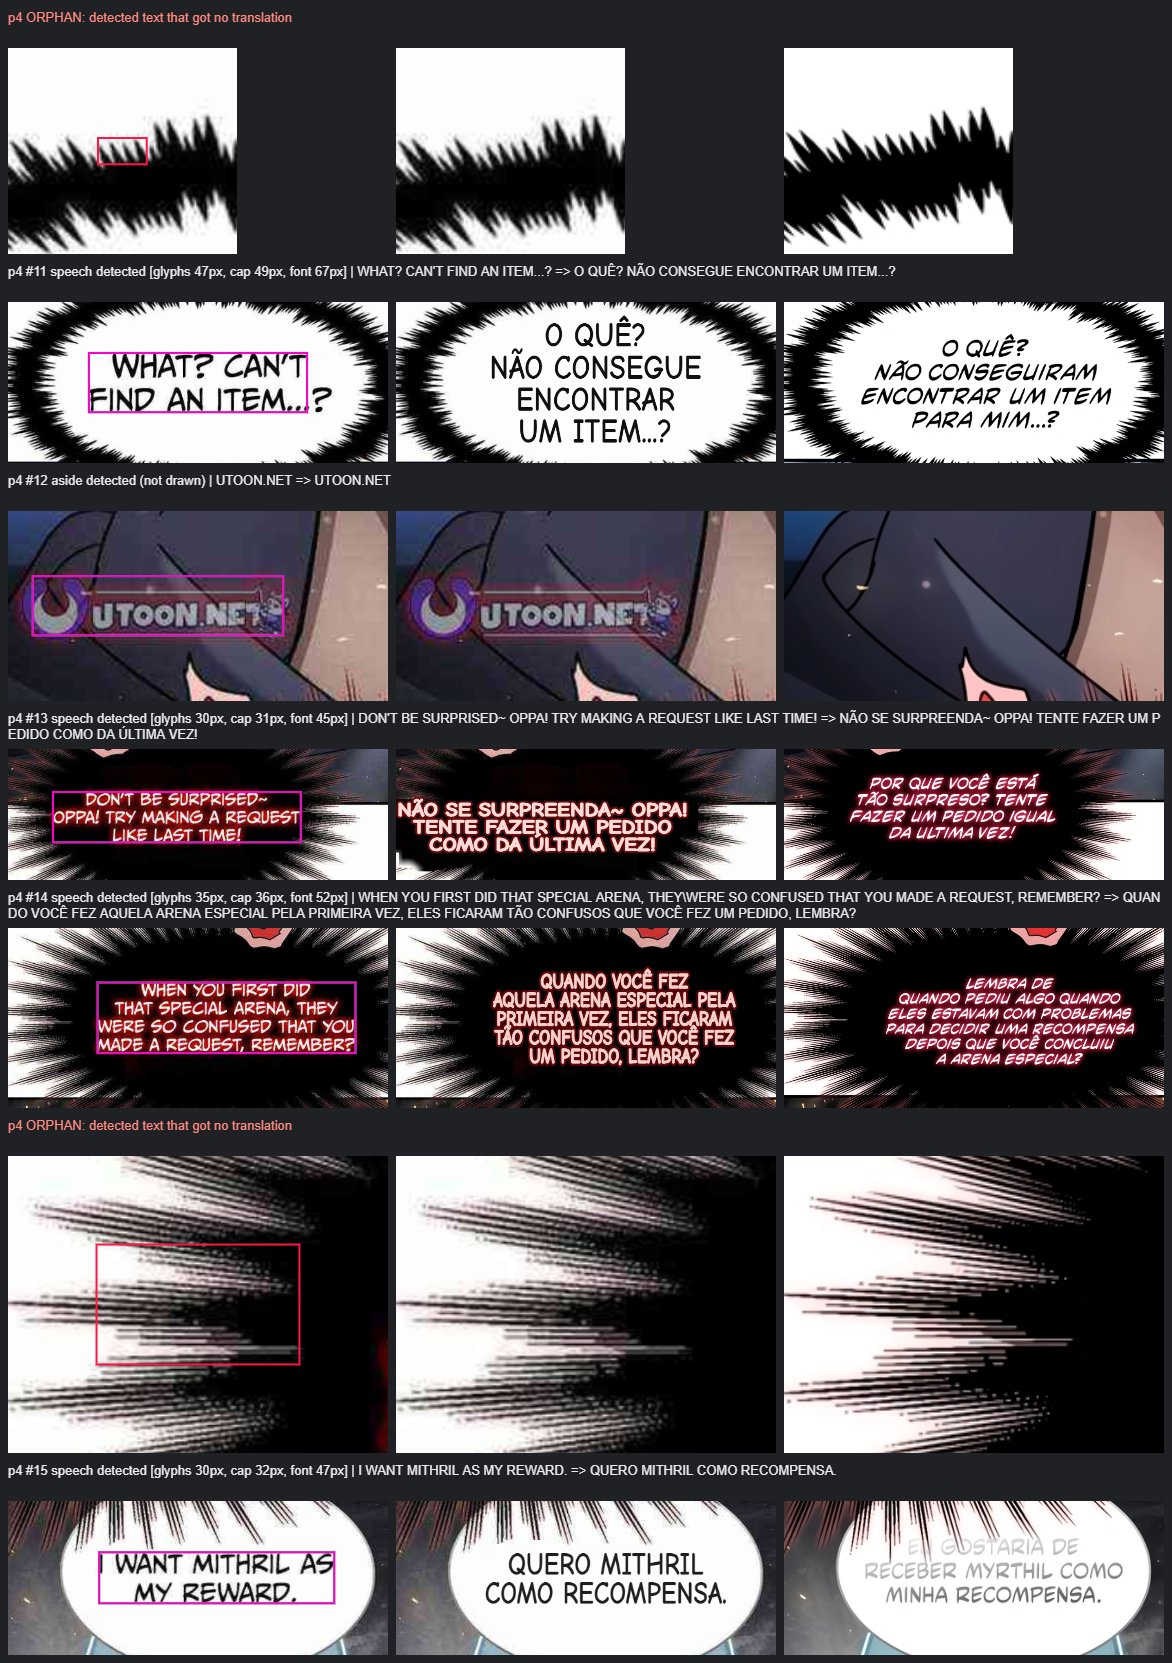 p4 ORPHAN: detected text that got no translation
p4 #11 speech detected [glyphs 47px, cap 49px, font 67px] | WHAT? CAN'T FIND AN ITEM...? => O QUÊ? NÃO CONSEGUE ENCONTRAR UM ITEM...?
WHAT? CAN'T
FIND AN ITEM...?
O QUÊ?
NÃO CONSEGUE
ENCONTRAR
UM ITEM...?
O QUÊ?
NÃO CONSEGUIRAM
ENCONTRAR UM ITEM
PARA MIM...?
p4 #12 aside detected (not drawn) | UTOON.NET => UTOON.NET
UTOON.NET
UTOON.NET
p4 #13 speech detected [glyphs 30px, cap 31px, font 45px] | DON'T BE SURPRISED~ OPPA! TRY MAKING A REQUEST LIKE LAST TIME! => NÃO SE SURPREENDA~ OPPA! TENTE FAZER UM P
EDIDO COMO DA ÚLTIMA VEZ!
DON'T BE SURPRISED~
OPPA! TRY MAKING A REQUEST
LIKE LAST TIME!
NÃO SE SURPREENDA~ OPPA!
TENTE FAZER UM PEDIDO
COMO DA ÚLTIMA VEZ!
POR QUE VOCÊ ESTÁ
TÃO SURPRESO? TENTE
FAZER UM PEDIDO IGUAL
DA ULTIMA VEZ!
p4 #14 speech detected [glyphs 35px, cap 36px, font 52px] | WHEN YOU FIRST DID THAT SPECIAL ARENA, THEY\WERE SO CONFUSED THAT YOU MADE A REQUEST, REMEMBER? => QUAN
DO VOCÊ FEZ AQUELA ARENA ESPECIAL PELA PRIMEIRA VEZ, ELES FICARAM TÃO CONFUSOS QUE VOCÊ FEZ UM PEDIDO, LEMBRA?
WHEN YOU FIRST DID
THAT SPECIAL ARENA, THEY
WERE SO CONFUSED THAT YOU
MADE A REQUEST, REMEMBER?
QUANDO VOCÊ FEZ
AQUELA ARENA ESPECIAL PELA
PRIMEIRA VEZ, ELES FICARAM
TÃO CONFUSOS QUE VOCÊ FEZ
UM PEDIDO, LEMBRA?
LEMBRA DE
QUANDO PEDIU ALGO QUANDO
ELES ESTAVAM COM PROBLEMAS
PARA DECIDIR UMA RECOMPENSA
DEPOIS QUE VOCÊ CONCLUIU
A ARENA ESPECIAL?
p4 ORPHAN: detected text that got no translation
p4 #15 speech detected [glyphs 30px, cap 32px, font 47px] | I WANT MITHRIL AS MY REWARD. => QUERO MITHRIL COMO RECOMPENSA.
I WANT MITHRIL AS
MY REWARD.
QUERO MITHRIL
COMO RECOMPENSA.
EU GOSTARIA DE
RECEBER MYRTHIL COMO
MINHA RECOMPENSA.